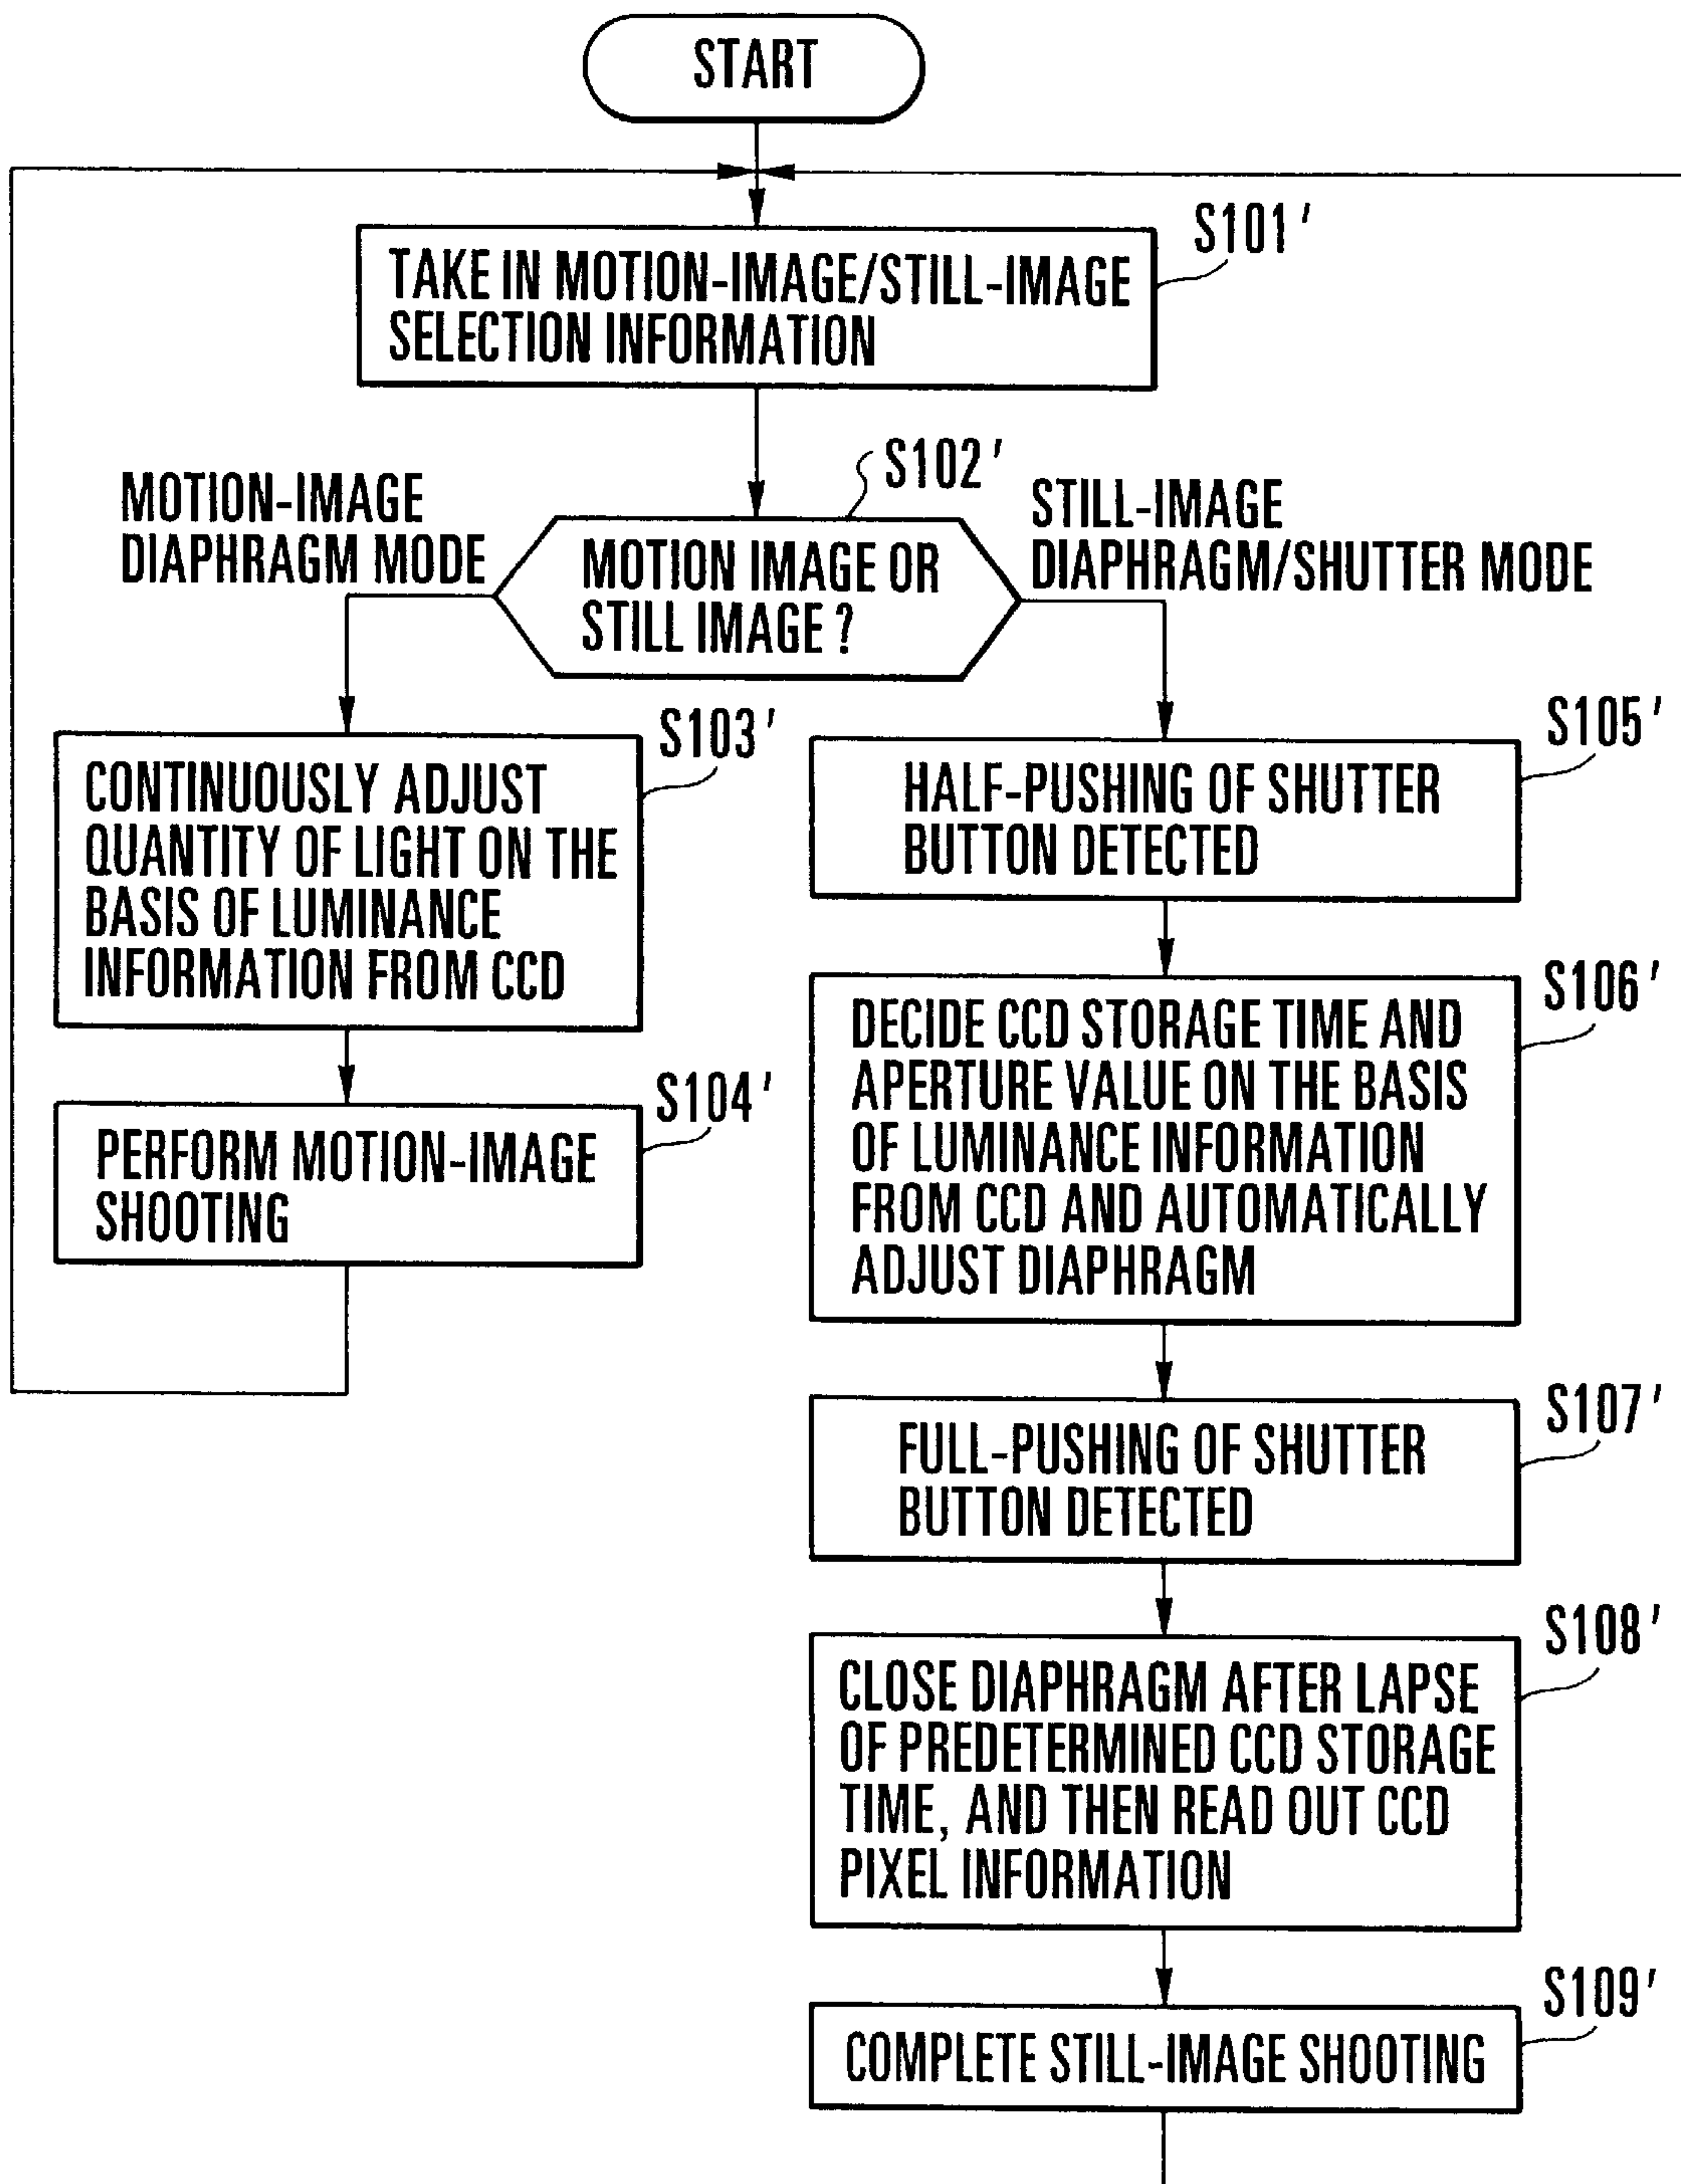 START
S101'
TAKE IN MOTION-IMAGE/STILL-IMAGE
SELECTION INFORMATION
S102'
MOTION-IMAGE
DIAPHRAGM MODE
STILL-IMAGE
DIAPHRAGM/SHUTTER MODE
MOTION IMAGE OR
STILL IMAGE ?
S103'
CONTINUOUSLY ADJUST
QUANTITY OF LIGHT ON THE
BASIS OF LUMINANCE
INFORMATION FROM CCD
S104'
PERFORM MOTION-IMAGE
SHOOTING
S105'
HALF-PUSHING OF SHUTTER
BUTTON DETECTED
S106'
DECIDE CCD STORAGE TIME AND
APERTURE VALUE ON THE BASIS
OF LUMINANCE INFORMATION
FROM CCD AND AUTOMATICALLY
ADJUST DIAPHRAGM
S107'
FULL-PUSHING OF SHUTTER
BUTTON DETECTED
S108'
CLOSE DIAPHRAGM AFTER LAPSE
OF PREDETERMINED CCD STORAGE
TIME, AND THEN READ OUT CCD
PIXEL INFORMATION
S109'
COMPLETE STILL-IMAGE SHOOTING